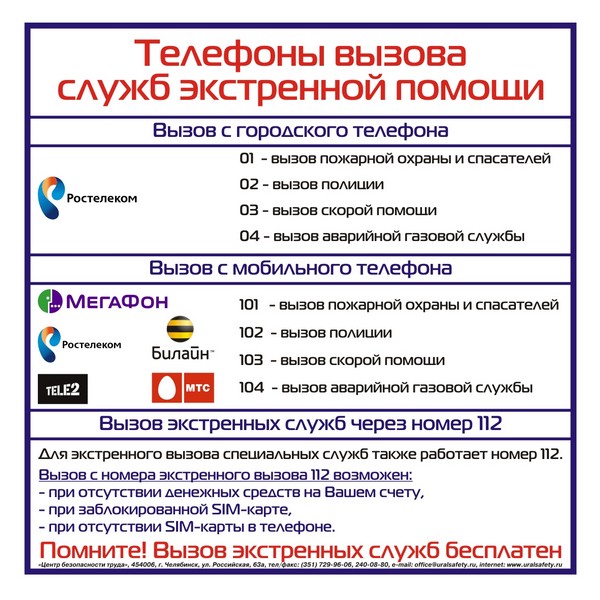 Телефоны вызова
служб экстренной помощи
Вызов с городского телефона
Ростелеком
01 - вызов пожарной охраны и спасателей
02 - вызов полиции
03 - вызов скорой помощи
04 - вызов аварийной газовой службы
Вызов с мобильного телефона
МЕГАФОН
Ростелеком
Билайн™
TELE2
МТС
101 - вызов пожарной охраны и спасателей
102 - вызов полиции
103 - вызов скорой помощи
104 - вызов аварийной газовой службы
Вызов экстренных служб через номер 112
Для экстренного вызова специальных служб также работает номер 112.
Вызов с номера экстренного вызова 112 возможен:
- при отсутствии денежных средств на Вашем счету,
- при заблокированной SIM-карте,
- при отсутствии SIM-карты в телефоне.
Помните! Вызов экстренных служб бесплатен
«Центр безопасности труда», 454006, г. Челябинск, ул. Российская, 63а, тел/факс: (351) 729-96-06, 240-08-80, e-mail: office@uralsafety.ru, internet: www.uralsafety.ru